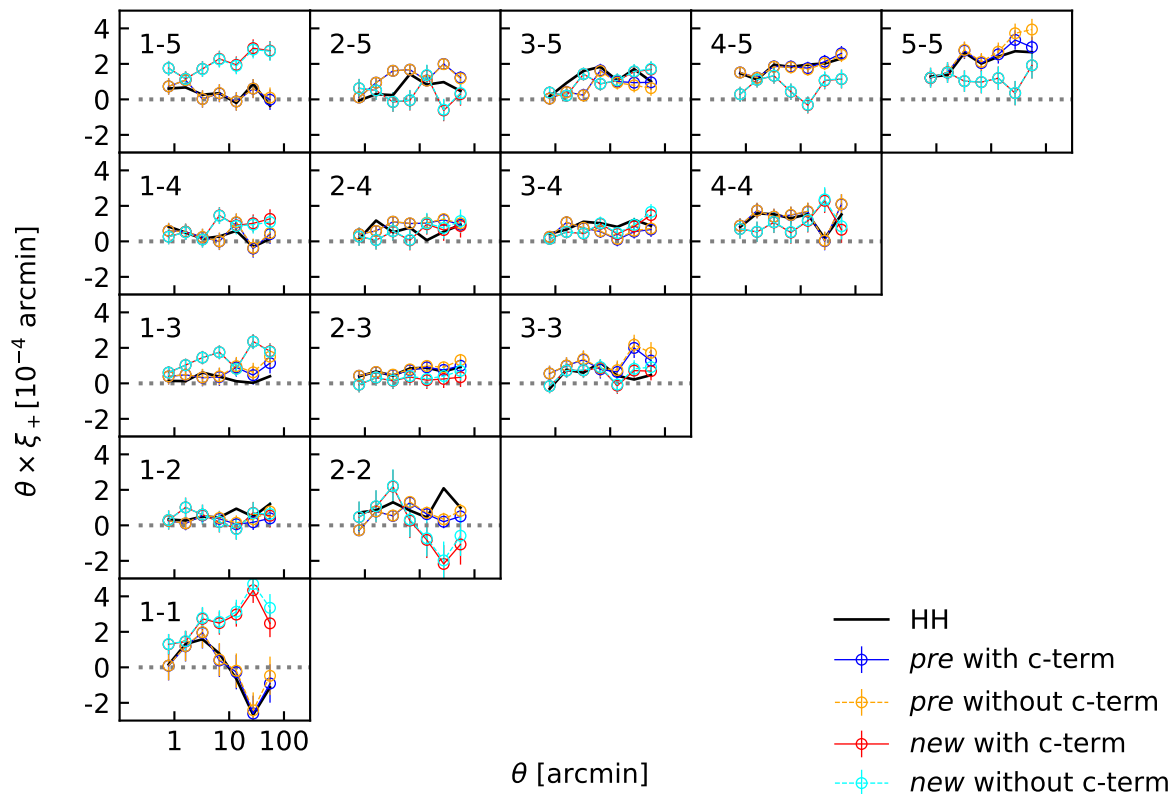 4 1-5 2-5 3-5 4-5 5-5
2
0
-2
4 1-4 2-4 3-4 4-4
2
0
-2
4 1-3 2-3 3-3
2
0
-2
4 1-2 2-2
2
0
-2
4 1-1
2
0
-2
1 10 100
θ × ξ₊ [10⁻⁴ arcmin]
θ [arcmin]
HH
pre with c-term
pre without c-term
new with c-term
new without c-term